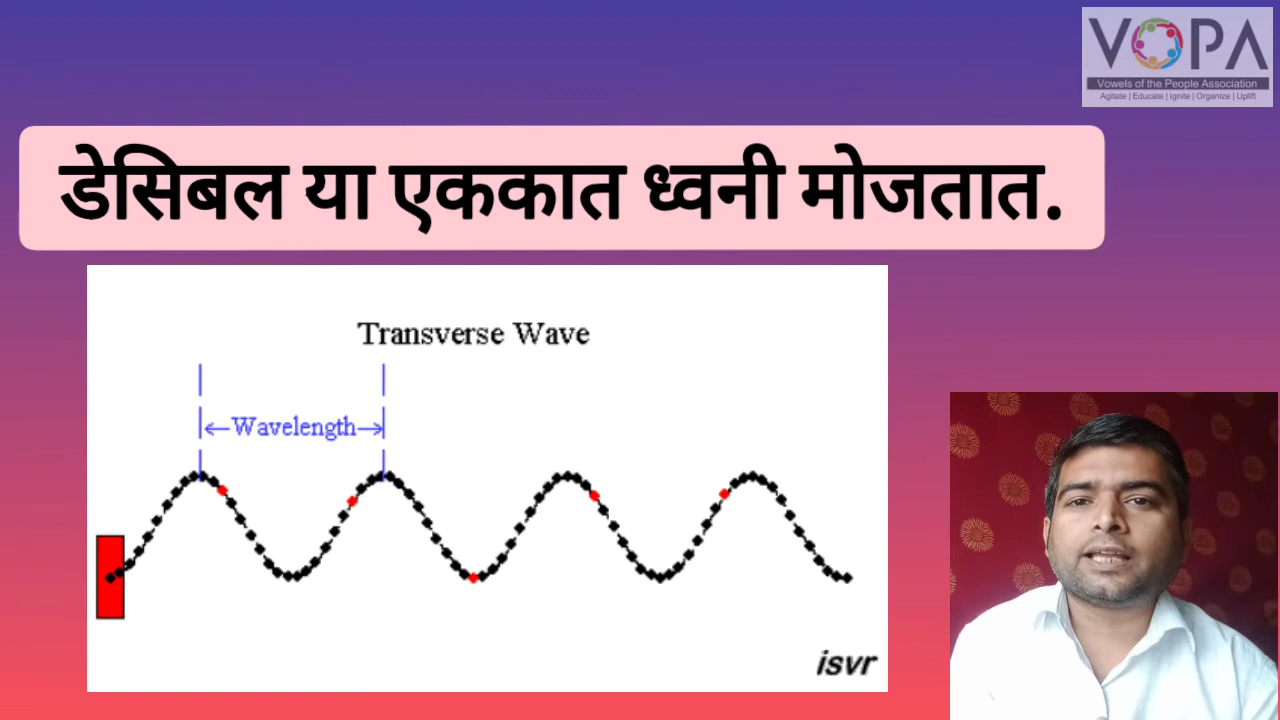 VOPA
Vowels of the People Association
Agitate | Educate | Ignite | Organize | Uplift
डेसिबल या एककात ध्वनी मोजतात.
Transverse Wave
Wavelength
isvr